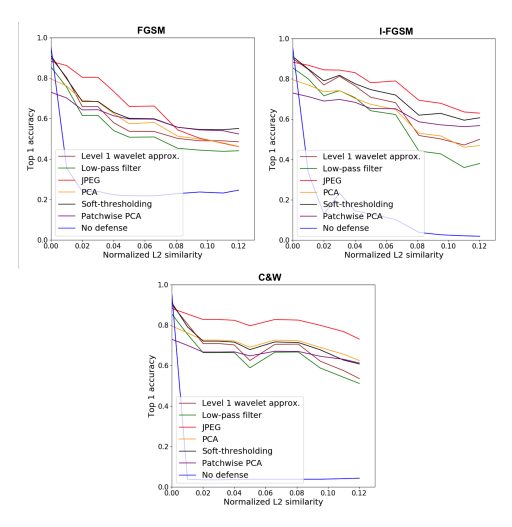 FGSM
1.0
0.8
0.6
0.4
0.2
0.0
Top 1 accuracy
Level 1 wavelet approx.
Low-pass filter
JPEG
PCA
Soft-thresholding
Patchwise PCA
No defense
0.00 0.02 0.04 0.06 0.08 0.10 0.12
Normalized L2 similarity
I-FGSM
1.0
0.8
0.6
0.4
0.2
0.0
Top 1 accuracy
Level 1 wavelet approx.
Low-pass filter
JPEG
PCA
Soft-thresholding
Patchwise PCA
No defense
0.00 0.02 0.04 0.06 0.08 0.10 0.12
Normalized L2 similarity
C&W
1.0
0.8
0.6
0.4
0.2
0.0
Top 1 accuracy
Level 1 wavelet approx.
Low-pass filter
JPEG
PCA
Soft-thresholding
Patchwise PCA
No defense
0.00 0.02 0.04 0.06 0.08 0.10 0.12
Normalized L2 similarity